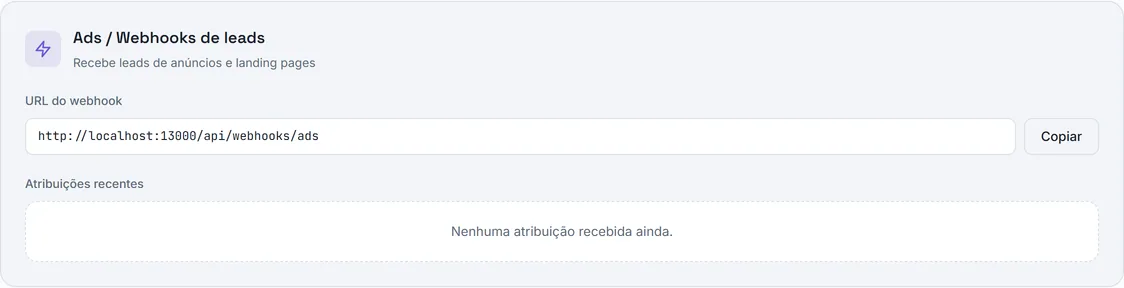 Ads / Webhooks de leads
Recebe leads de anúncios e landing pages
URL do webhook
http://localhost:13000/api/webhooks/ads
Copiar
Atribuições recentes
Nenhuma atribuição recebida ainda.